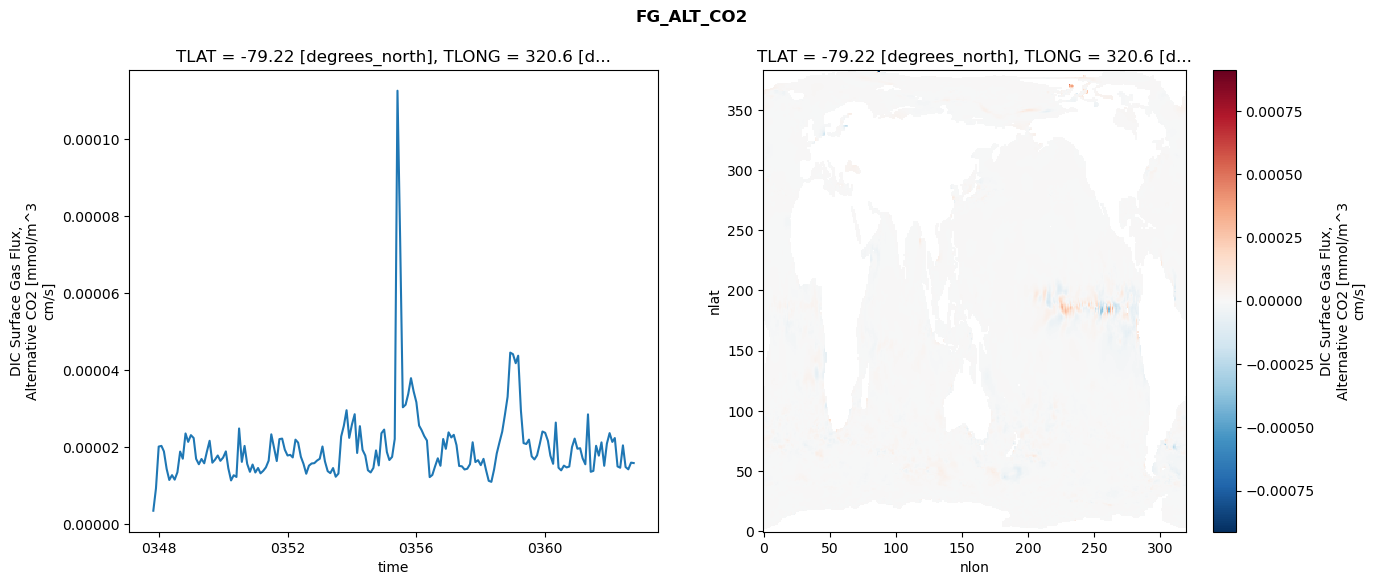 FG_ALT_CO2
TLAT = -79.22 [degrees_north], TLONG = 320.6 [d...
DIC Surface Gas Flux,
Alternative CO2 [mmol/m^3
cm/s]
0.00010
0.00008
0.00006
0.00004
0.00002
0.00000
0348
0352
0356
0360
time
TLAT = -79.22 [degrees_north], TLONG = 320.6 [d...
nlat
350
300
250
200
150
100
50
0
0
50
100
150
200
250
300
nlon
0.00075
0.00050
0.00025
0.00000
−0.00025
−0.00050
−0.00075
DIC Surface Gas Flux,
Alternative CO2 [mmol/m^3
cm/s]